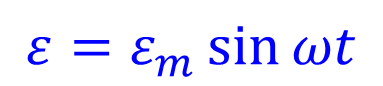 ε = ε_m sin ωt